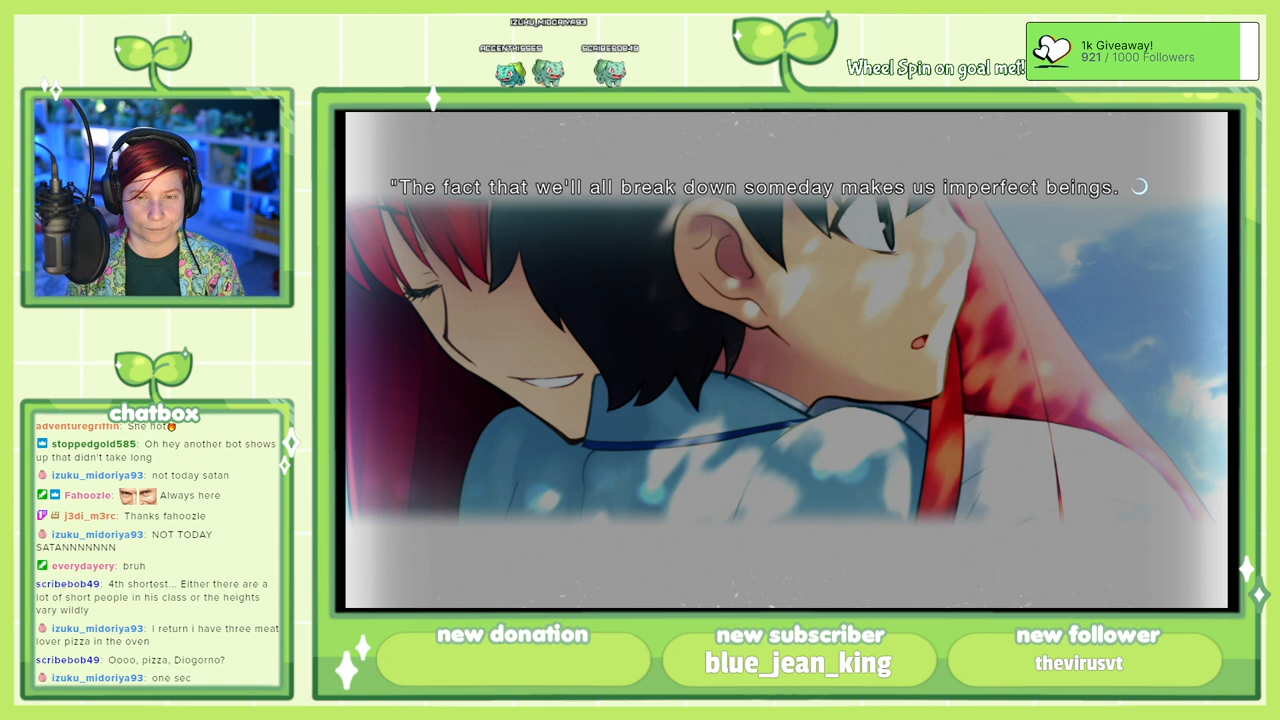 IZUKU_MIDORIYA93
ACCENTKISSES
SCRIBEBOB49
Wheel Spin on goal met!
1k Giveaway!
921 / 1000 Followers
"The fact that we'll all break down someday makes us imperfect beings.
chatbox
adventuregriffin: She hot
stoppedgold585: Oh hey another bot shows
up that didn't take long
izuku_midoriya93: not today satan
Fahoozle: Always here
j3di_m3rc: Thanks fahoozle
izuku_midoriya93: NOT TODAY
SATANNNNNN
everydayery: bruh
scribebob49: 4th shortest... Either there are a
lot of short people in his class or the heights
vary wildly
izuku_midoriya93: I return i have three meat
lover pizza in the oven
scribebob49: Oooo, pizza, Diogorno?
izuku_midoriya93: one sec
new donation
new subscriber
blue_jean_king
new follower
thevirusvt